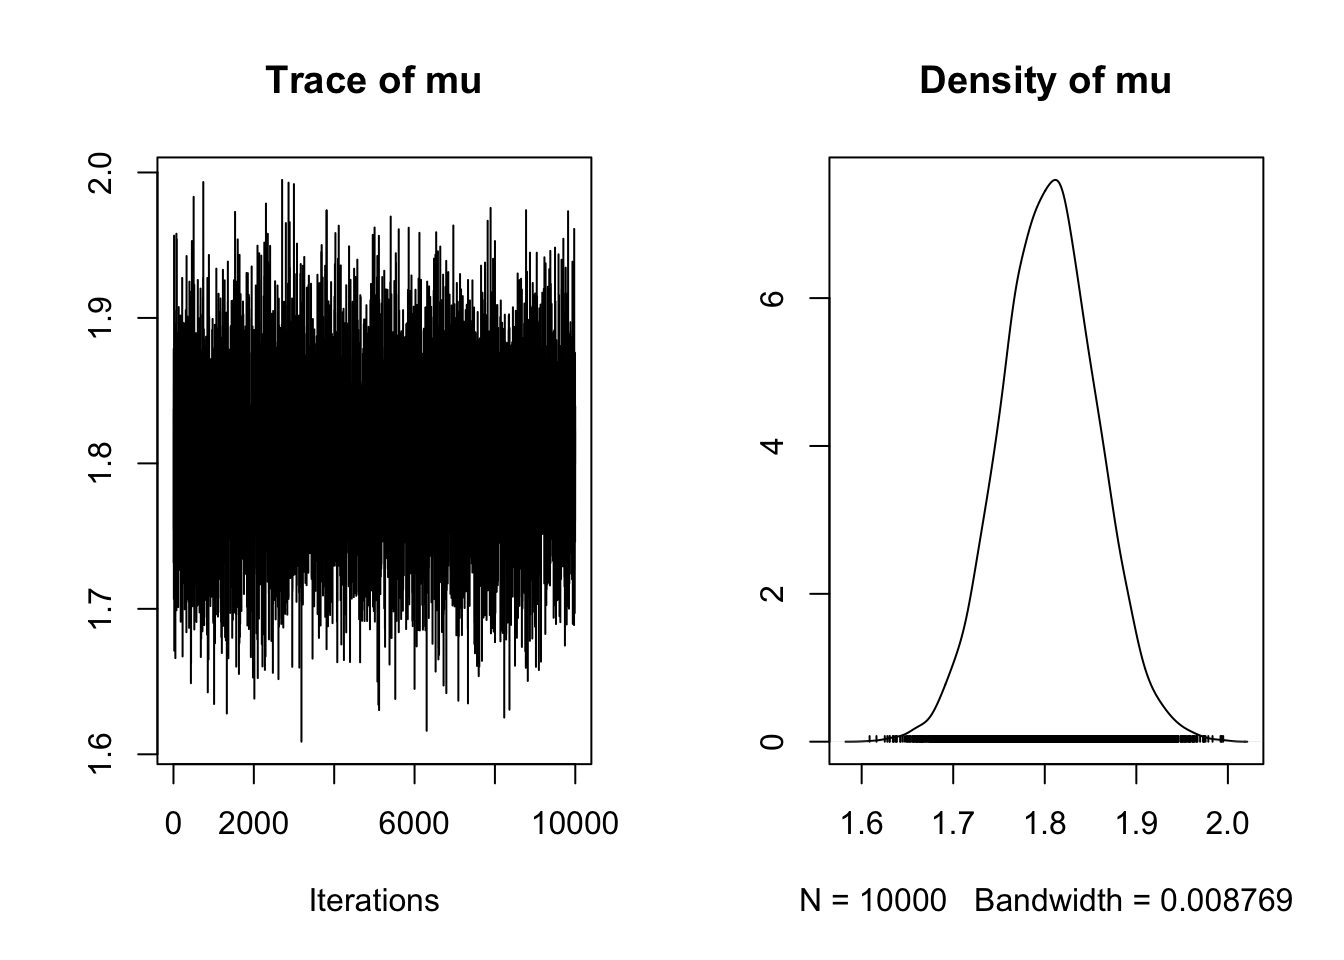 Trace of mu
2.0
1.9
1.8
1.7
1.6
0 2000 6000 10000
Iterations
Density of mu
6
4
2
0
1.6 1.7 1.8 1.9 2.0
N = 10000 Bandwidth = 0.008769